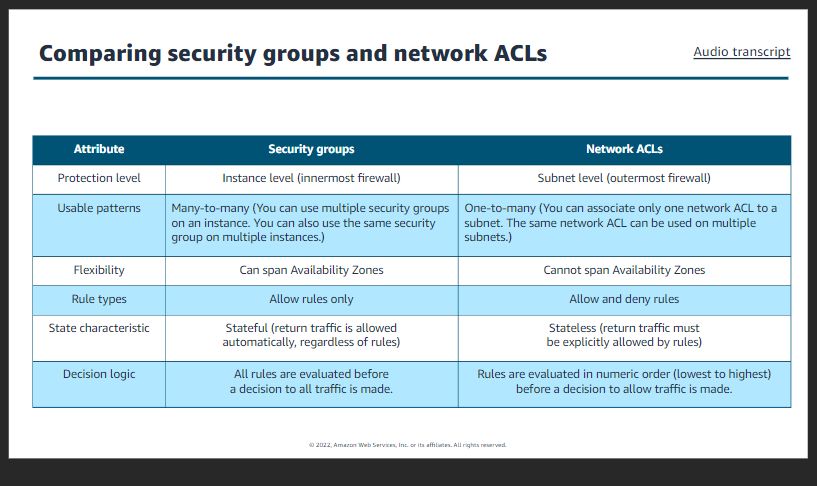 Comparing security groups and network ACLs
Audio transcript
Attribute
Security groups
Network ACLs
Protection level
Instance level (innermost firewall)
Subnet level (outermost firewall)
Usable patterns
Many-to-many (You can use multiple security groups
on an instance. You can also use the same security
group on multiple instances.)
One-to-many (You can associate only one network ACL to a
subnet. The same network ACL can be used on multiple
subnets.)
Flexibility
Can span Availability Zones
Cannot span Availability Zones
Rule types
Allow rules only
Allow and deny rules
State characteristic
Stateful (return traffic is allowed
automatically, regardless of rules)
Stateless (return traffic must
be explicitly allowed by rules)
Decision logic
All rules are evaluated before
a decision to all traffic is made.
Rules are evaluated in numeric order (lowest to highest)
before a decision to allow traffic is made.
© 2022, Amazon Web Services, Inc. or its affiliates. All rights reserved.